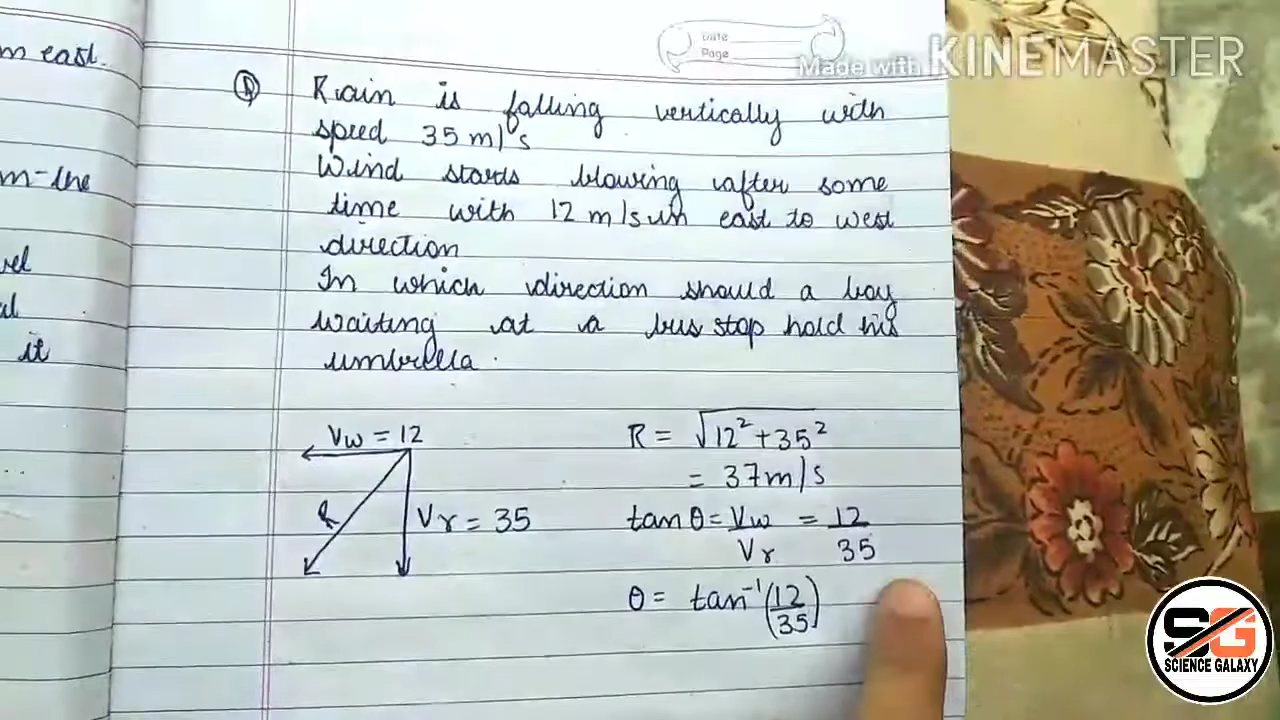 Date
Page
Made with KINEMASTER
m east.
m-the
vel
al
it
Q Rain is falling vertically with
speed 35 m/s
Wind starts blowing after some
time with 12 m/s in east to west
direction
In which direction should a boy
waiting at a bus stop hold his
umbrella.
Vw = 12
R
Vr = 35
R = √12² + 35²
= 37m/s
tan θ = Vw/Vr = 12/35
θ = tan⁻¹(12/35)
SG
SCIENCE GALAXY